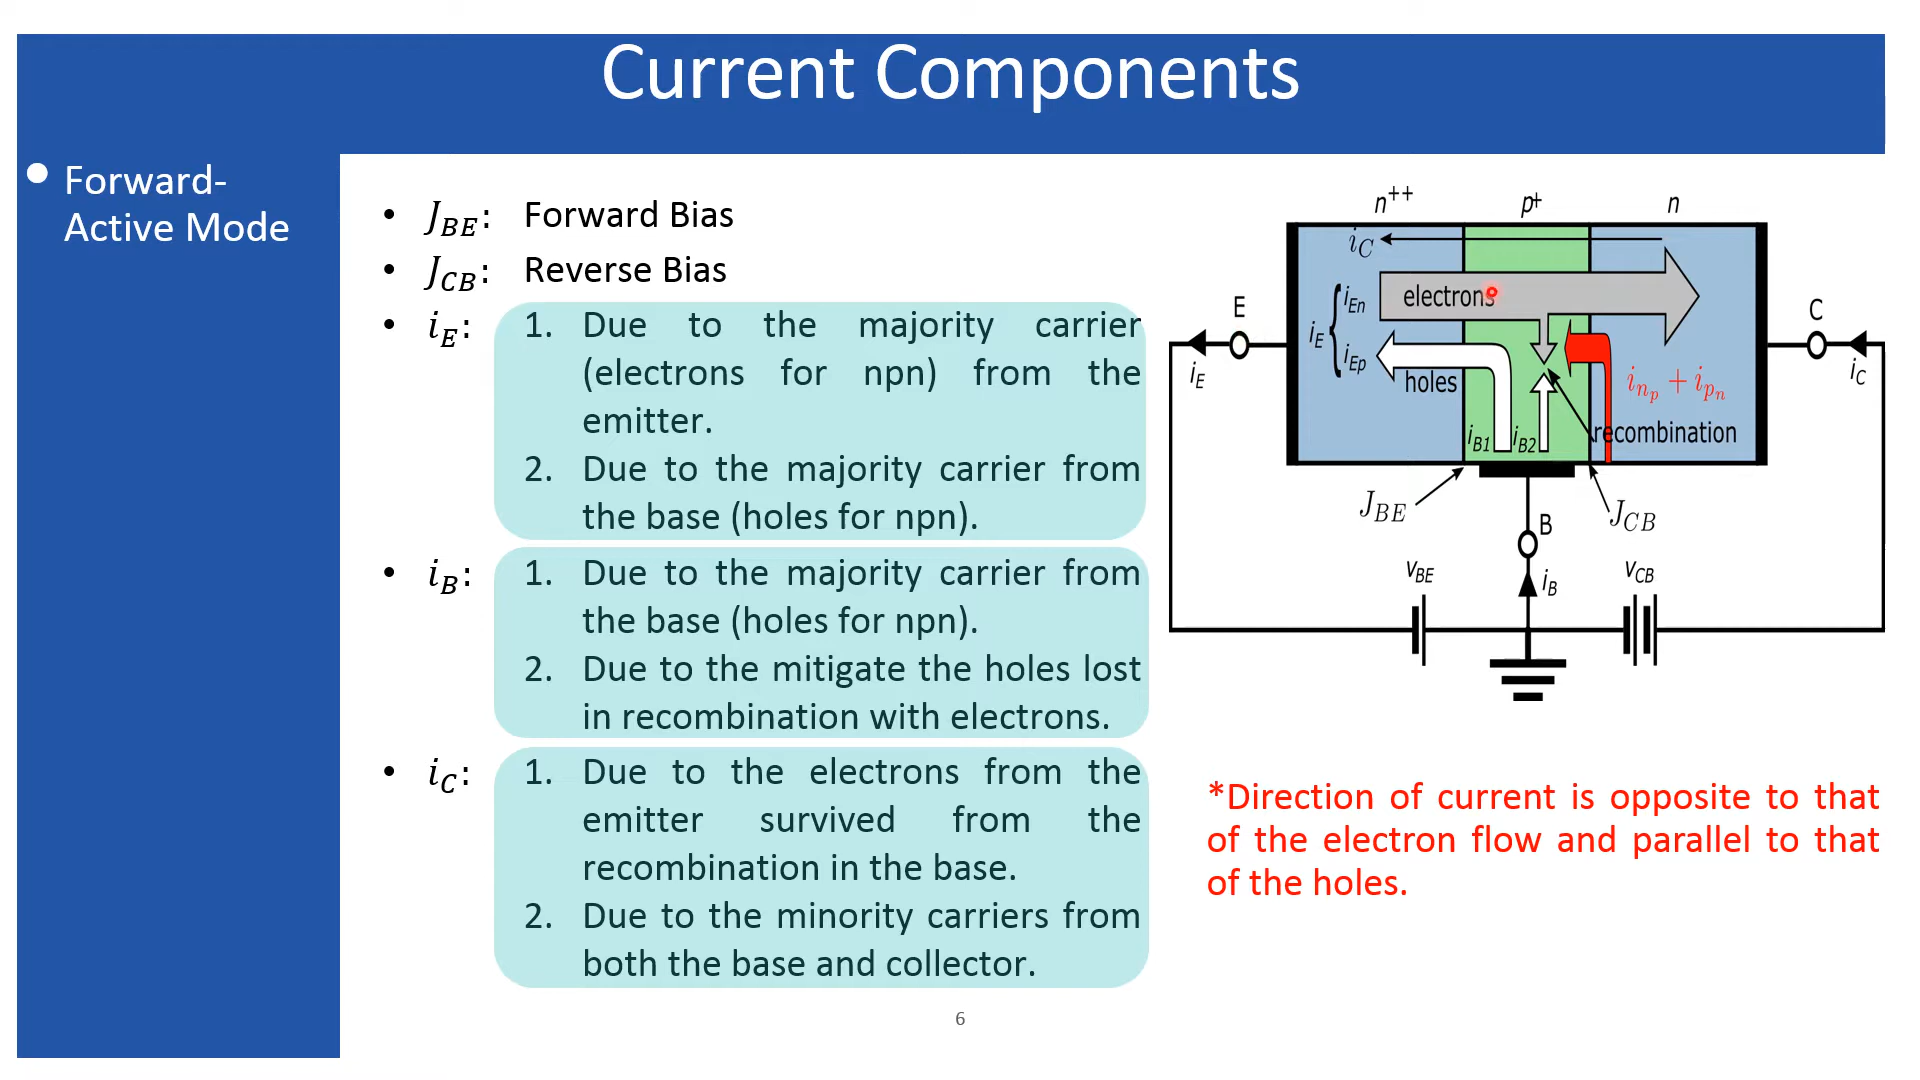 Current Components
• Forward-
Active Mode
• J_BE: Forward Bias
• J_CB: Reverse Bias
• i_E: 1. Due to the majority carrier
(electrons for npn) from the
emitter.
2. Due to the majority carrier from
the base (holes for npn).
• i_B: 1. Due to the majority carrier from
the base (holes for npn).
2. Due to the mitigate the holes lost
in recombination with electrons.
• i_C: 1. Due to the electrons from the
emitter survived from the
recombination in the base.
2. Due to the minority carriers from
both the base and collector.
n++ p+ n
i_C
electrons
i_En
i_E
i_Ep
holes
i_np + i_pn
recombination
i_B1 i_B2
E
C
i_E
i_C
J_BE
J_CB
B
v_BE
i_B
v_CB
*Direction of current is opposite to that
of the electron flow and parallel to that
of the holes.
6